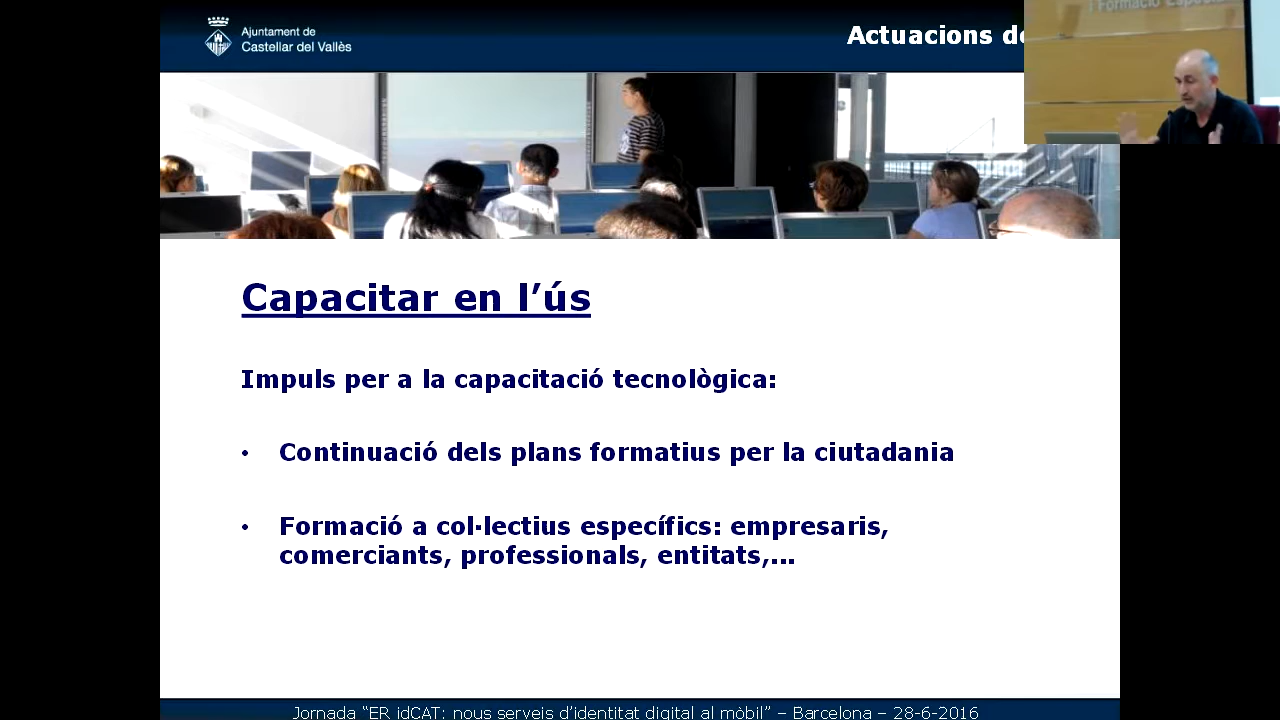 Ajuntament de
Castellar del Vallès
Actuacions
i Formació
Capacitar en l’ús
Impuls per a la capacitació tecnològica:
• Continuació dels plans formatius per la ciutadania
• Formació a col·lectius específics: empresaris,
comerciants, professionals, entitats,...
Jornada “ER idCAT: nous serveis d’identitat digital al mòbil” – Barcelona – 28-6-2016